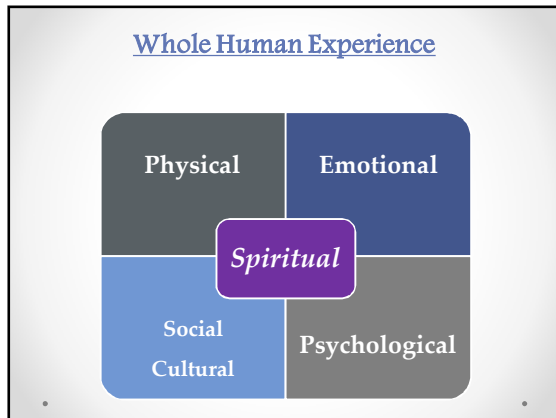 Whole Human Experience
Physical
Emotional
Spiritual
Social
Cultural
Psychological